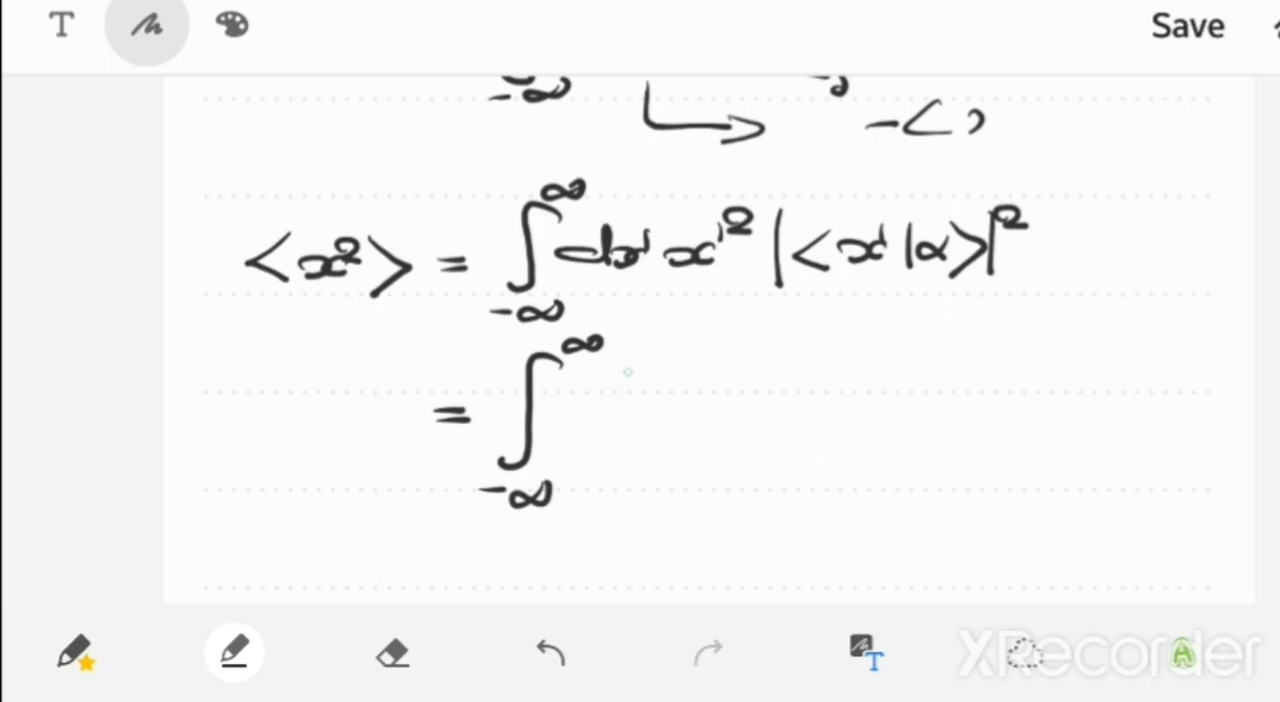 T Save
-∞ -<,
<x²> = ∫_{-∞}^{∞} dx' x'² |<x'|α>|²
= ∫_{-∞}^{∞}
T XRecorder